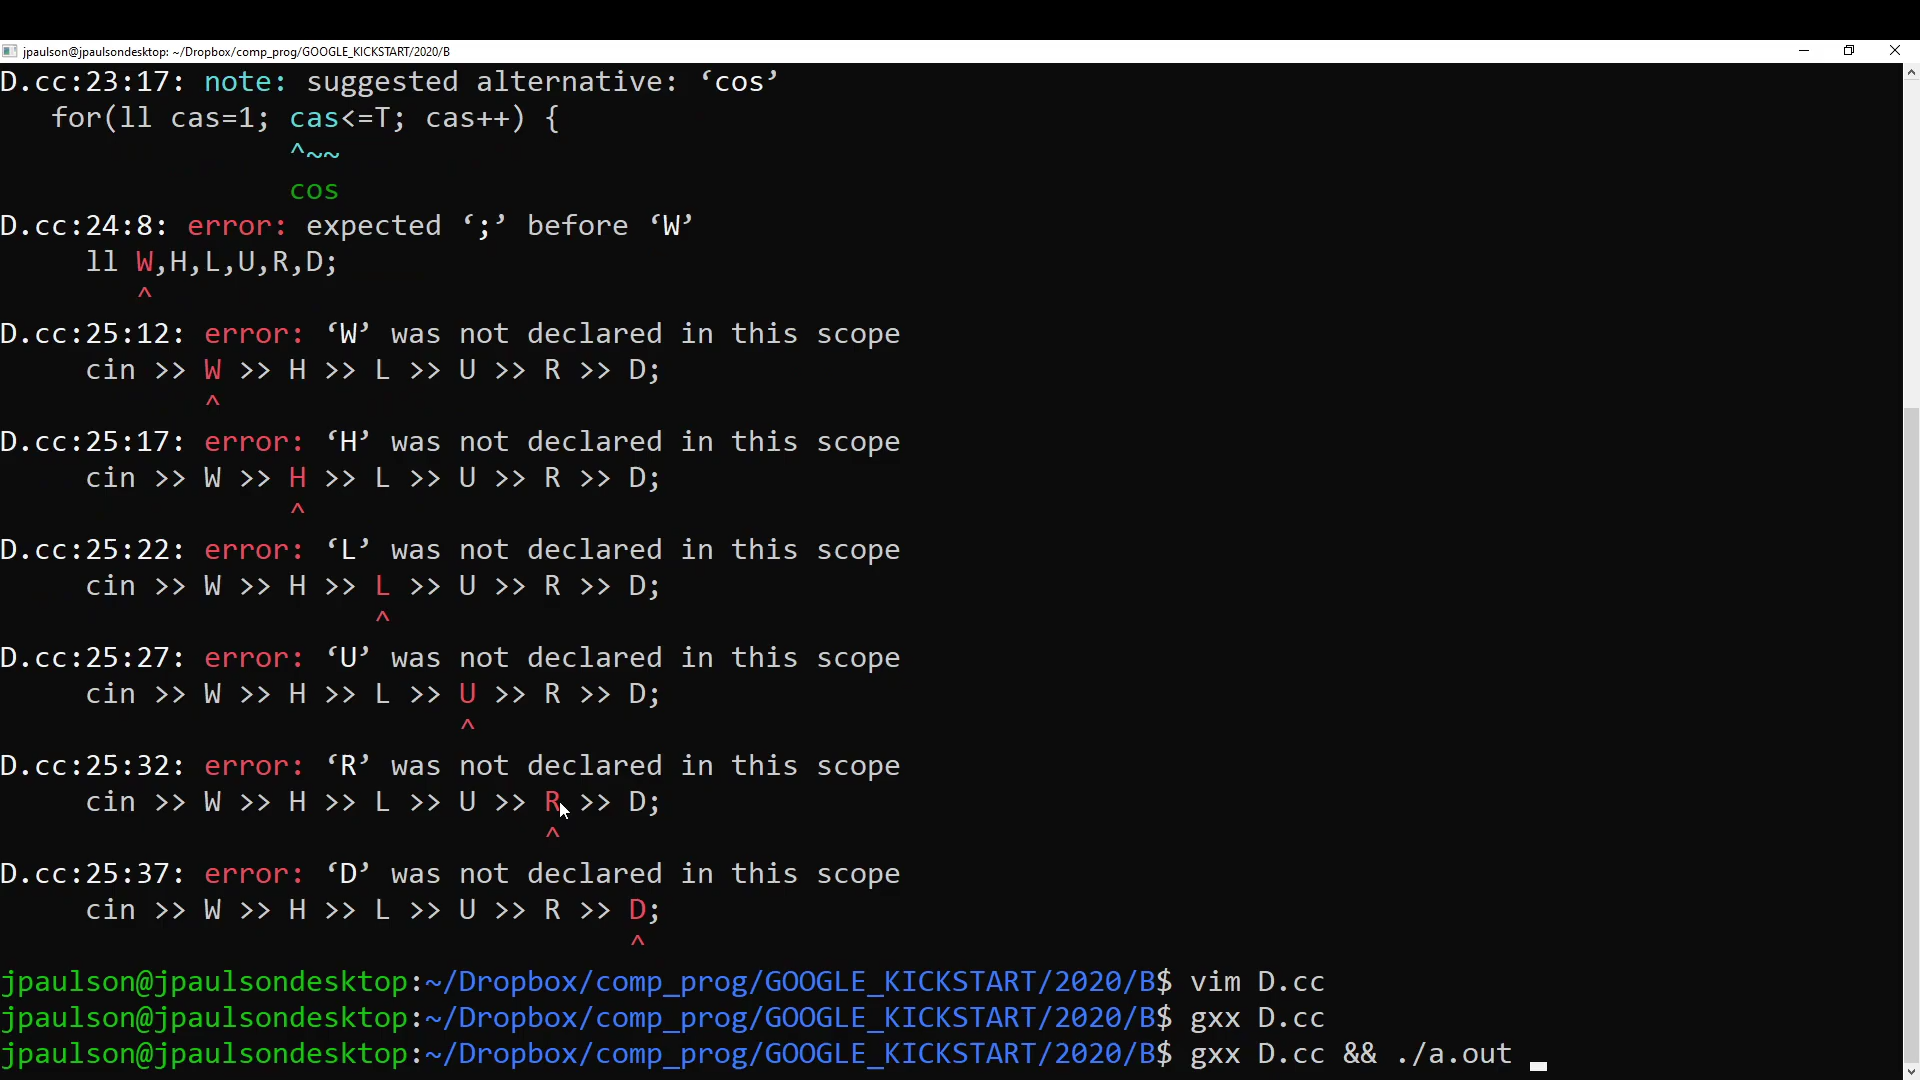 jpaulson@jpaulsondesktop: ~/Dropbox/comp_prog/GOOGLE_KICKSTART/2020/B
D.cc:23:17: note: suggested alternative: ‘cos’
   for(ll cas=1; cas<=T; cas++) {
                 ^~~
                 cos
D.cc:24:8: error: expected ‘;’ before ‘W’
     ll W,H,L,U,R,D;
        ^
D.cc:25:12: error: ‘W’ was not declared in this scope
     cin >> W >> H >> L >> U >> R >> D;
            ^
D.cc:25:17: error: ‘H’ was not declared in this scope
     cin >> W >> H >> L >> U >> R >> D;
                 ^
D.cc:25:22: error: ‘L’ was not declared in this scope
     cin >> W >> H >> L >> U >> R >> D;
                      ^
D.cc:25:27: error: ‘U’ was not declared in this scope
     cin >> W >> H >> L >> U >> R >> D;
                           ^
D.cc:25:32: error: ‘R’ was not declared in this scope
     cin >> W >> H >> L >> U >> R >> D;
                                ^
D.cc:25:37: error: ‘D’ was not declared in this scope
     cin >> W >> H >> L >> U >> R >> D;
                                     ^
jpaulson@jpaulsondesktop:~/Dropbox/comp_prog/GOOGLE_KICKSTART/2020/B$ vim D.cc
jpaulson@jpaulsondesktop:~/Dropbox/comp_prog/GOOGLE_KICKSTART/2020/B$ gxx D.cc
jpaulson@jpaulsondesktop:~/Dropbox/comp_prog/GOOGLE_KICKSTART/2020/B$ gxx D.cc && ./a.out